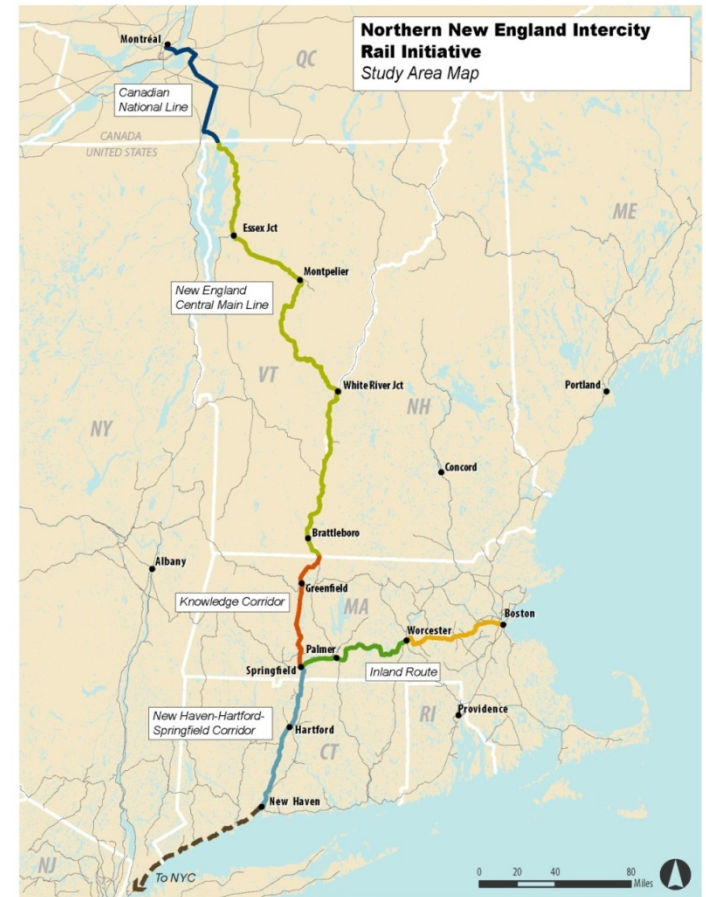 Northern New England Intercity
Rail Initiative
Study Area Map
Montréal
QC
Canadian
National Line
CANADA
UNITED STATES
ME
Essex Jct
Montpelier
New England
Central Main Line
VT
White River Jct
Portland
NH
NY
Concord
Brattleboro
Albany
Greenfield
Knowledge Corridor
MA
Boston
Worcester
Palmer
Springfield
Inland Route
Providence
RI
New Haven-Hartford-
Springfield Corridor
Hartford
CT
New Haven
NJ
To NYC
0 20 40 80
Miles